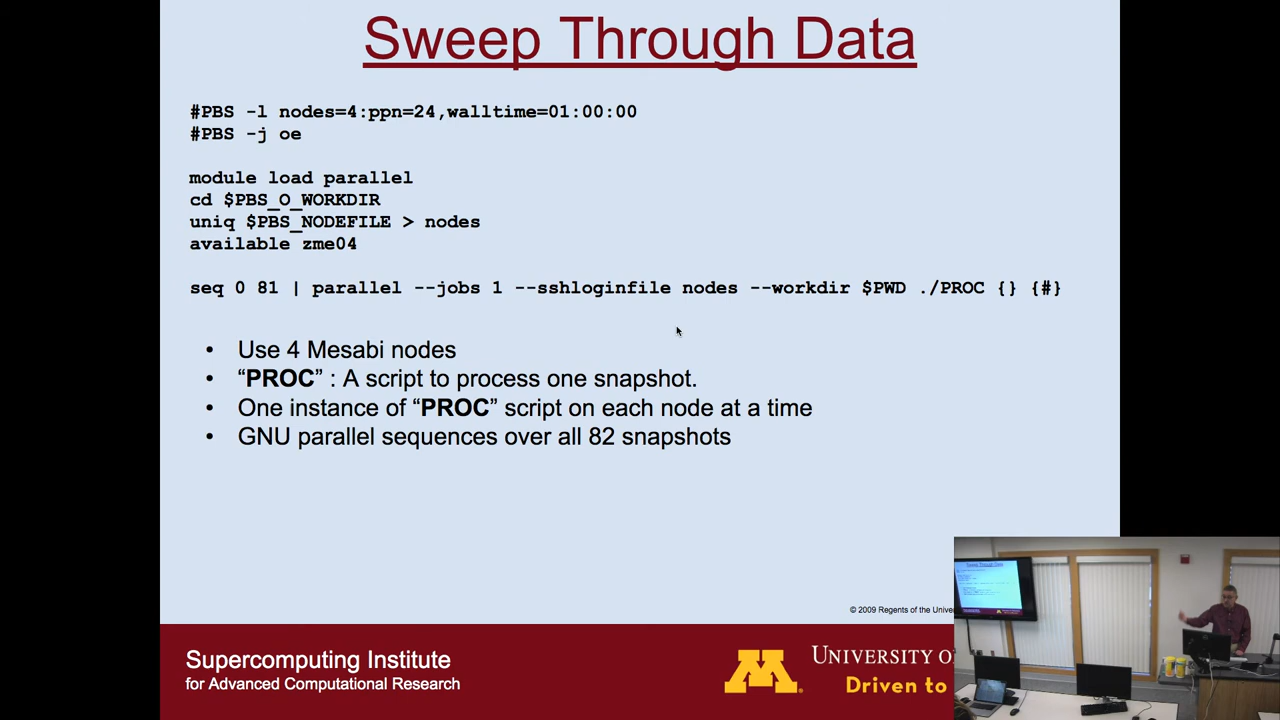 Sweep Through Data
#PBS -l nodes=4:ppn=24,walltime=01:00:00
#PBS -j oe
module load parallel
cd $PBS_O_WORKDIR
uniq $PBS_NODEFILE > nodes
available zme04
seq 0 81 | parallel --jobs 1 --sshloginfile nodes --workdir $PWD ./PROC {} {#}
• Use 4 Mesabi nodes
• “PROC” : A script to process one snapshot.
• One instance of “PROC” script on each node at a time
• GNU parallel sequences over all 82 snapshots
© 2009 Regents of the Unive
Supercomputing Institute
for Advanced Computational Research
M
UNIVERSITY O
Driven to
Sweep Through Data